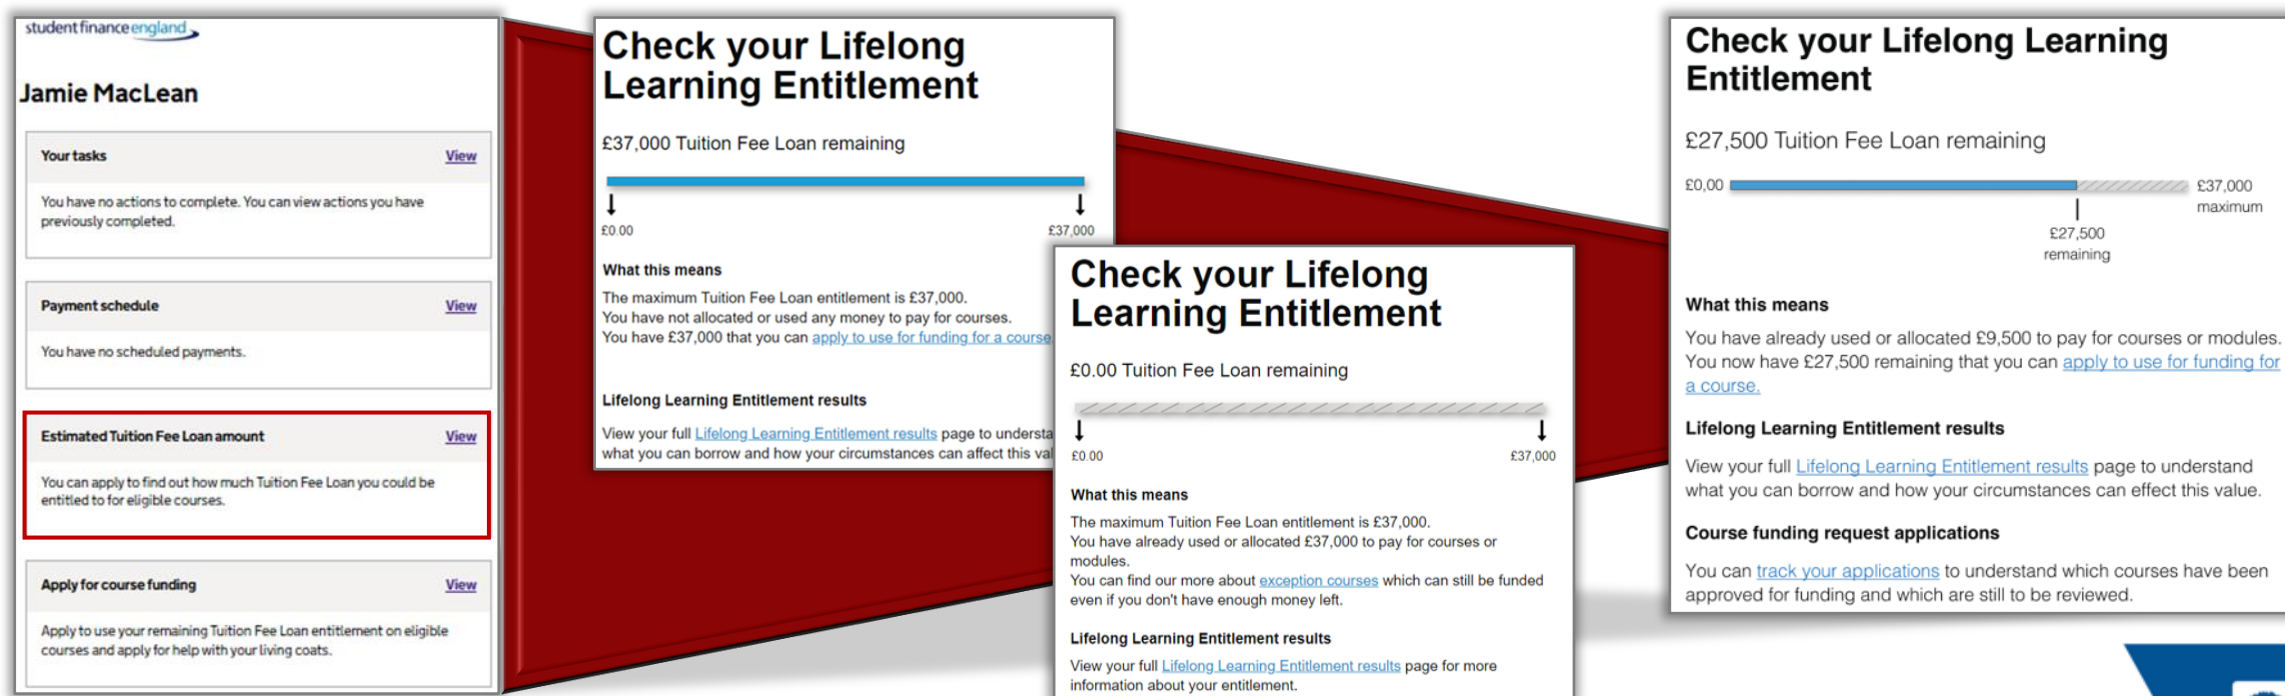 student finance england
Jamie MacLean
Your tasks View
You have no actions to complete. You can view actions you have
previously completed.
Payment schedule View
You have no scheduled payments.
Estimated Tuition Fee Loan amount View
You can apply to find out how much Tuition Fee Loan you could be
entitled to for eligible courses.
Apply for course funding View
Apply to use your remaining Tuition Fee Loan entitlement on eligible
courses and apply for help with your living coats.
Check your Lifelong
Learning Entitlement
£37,000 Tuition Fee Loan remaining
£0.00 £37,000
What this means
The maximum Tuition Fee Loan entitlement is £37,000.
You have not allocated or used any money to pay for courses.
You have £37,000 that you can apply to use for funding for a course.
Lifelong Learning Entitlement results
View your full Lifelong Learning Entitlement results page to understa
what you can borrow and how your circumstances can affect this val
Check your Lifelong
Learning Entitlement
£0.00 Tuition Fee Loan remaining
£0.00 £37,000
What this means
The maximum Tuition Fee Loan entitlement is £37,000.
You have already used or allocated £37,000 to pay for courses or
modules.
You can find our more about exception courses which can still be funded
even if you don't have enough money left.
Lifelong Learning Entitlement results
View your full Lifelong Learning Entitlement results page for more
information about your entitlement.
Check your Lifelong Learning
Entitlement
£27,500 Tuition Fee Loan remaining
£0,00 £37,000
maximum
£27,500
remaining
What this means
You have already used or allocated £9,500 to pay for courses or modules.
You now have £27,500 remaining that you can apply to use for funding for
a course.
Lifelong Learning Entitlement results
View your full Lifelong Learning Entitlement results page to understand
what you can borrow and how your circumstances can effect this value.
Course funding request applications
You can track your applications to understand which courses have been
approved for funding and which are still to be reviewed.